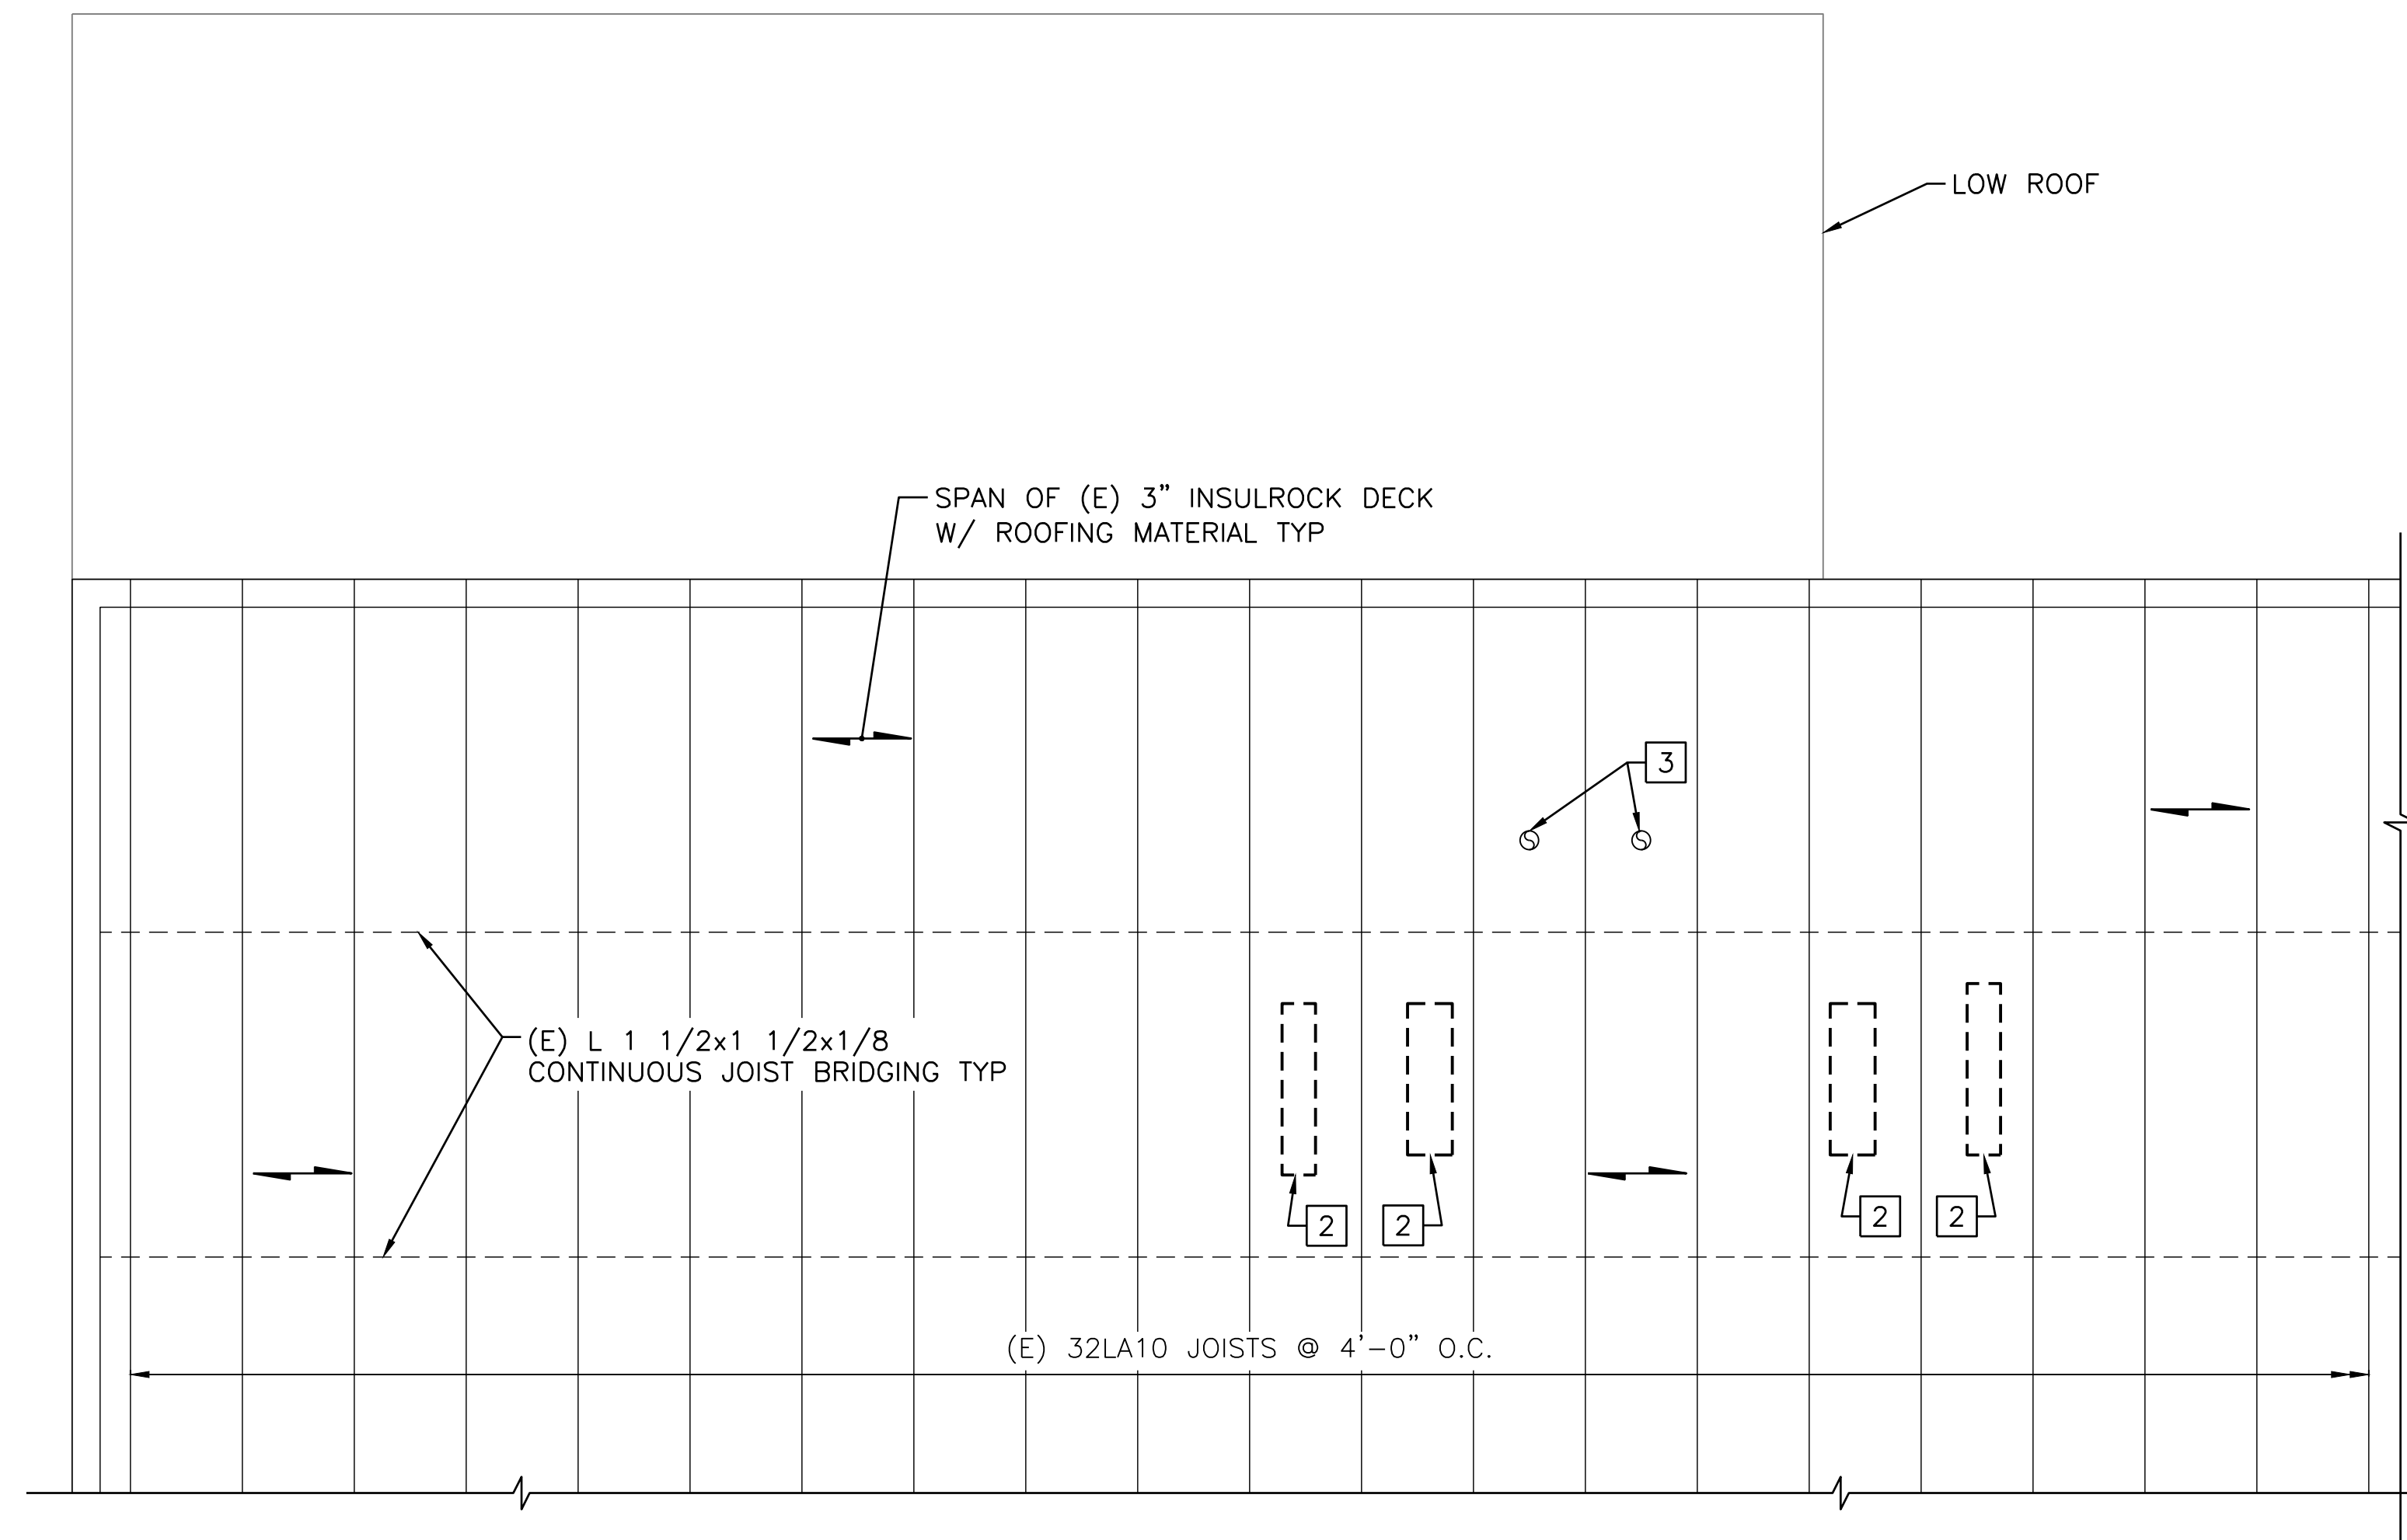 LOW ROOF
SPAN OF (E) 3" INSULROCK DECK
W/ ROOFING MATERIAL TYP
3
(E) L 1 1/2x1 1/2x1/8
CONTINUOUS JOIST BRIDGING TYP
2
2
2
2
(E) 32LA10 JOISTS @ 4'-0" O.C.